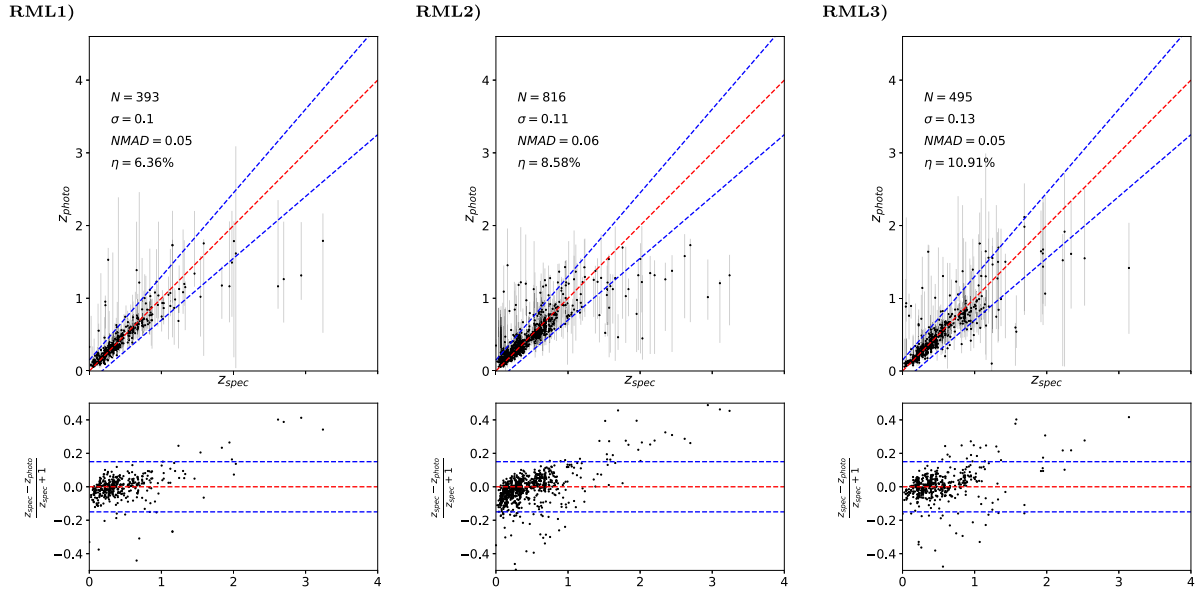 RML1)
RML2)
RML3)
N = 393
σ = 0.1
NMAD = 0.05
η = 6.36%
z_photo
4
3
2
1
0
0
z_spec
N = 816
σ = 0.11
NMAD = 0.06
η = 8.58%
z_photo
4
3
2
1
0
z_spec
N = 495
σ = 0.13
NMAD = 0.05
η = 10.91%
z_photo
4
3
2
1
0
z_spec
z_spec − z_photo
z_spec + 1
0.4
0.2
0.0
−0.2
−0.4
0 1 2 3 4
z_spec − z_photo
z_spec + 1
0.4
0.2
0.0
−0.2
−0.4
0 1 2 3 4
z_spec − z_photo
z_spec + 1
0.4
0.2
0.0
−0.2
−0.4
0 1 2 3 4